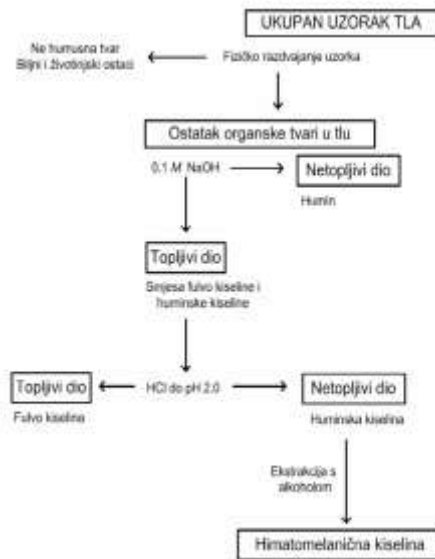 UKUPAN UZORAK TLA
Ne humusna tvar
Biljni i životinjski ostaci
Fizičko razdvajanje uzorka
Ostatak organske tvari u tlu
0.1 M NaOH
Netopljivi dio
Humin
Topljivi dio
Smjesa fulvo kiseline i
huminske kiseline
Topljivi dio
HCl do pH 2.0
Netopljivi dio
Fulvo kiselina
Huminska kiselina
Ekstrakcija s
alkoholom
Himatomelanična kiselina